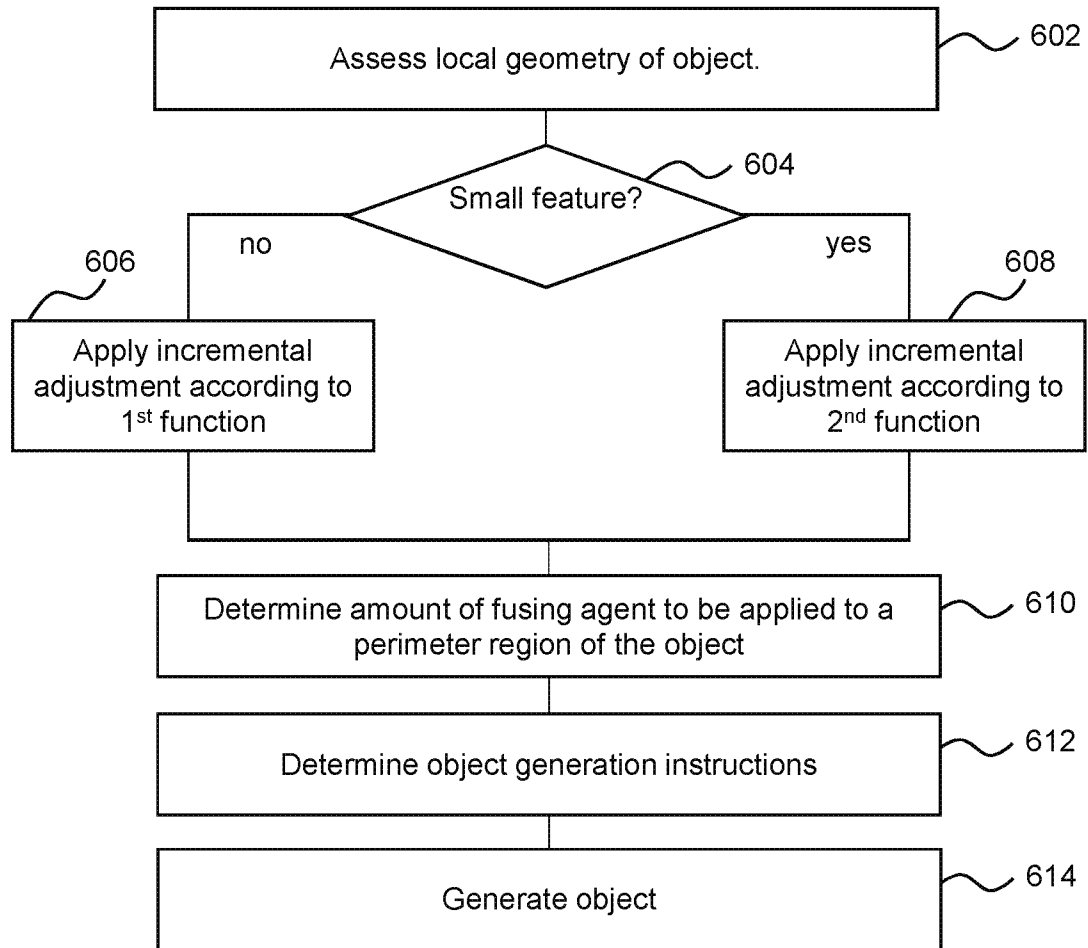 Assess local geometry of object.
602
604
Small feature?
no
yes
606
608
Apply incremental
adjustment according to
1st function
Apply incremental
adjustment according to
2nd function
Determine amount of fusing agent to be applied to a
perimeter region of the object
610
Determine object generation instructions
612
Generate object
614